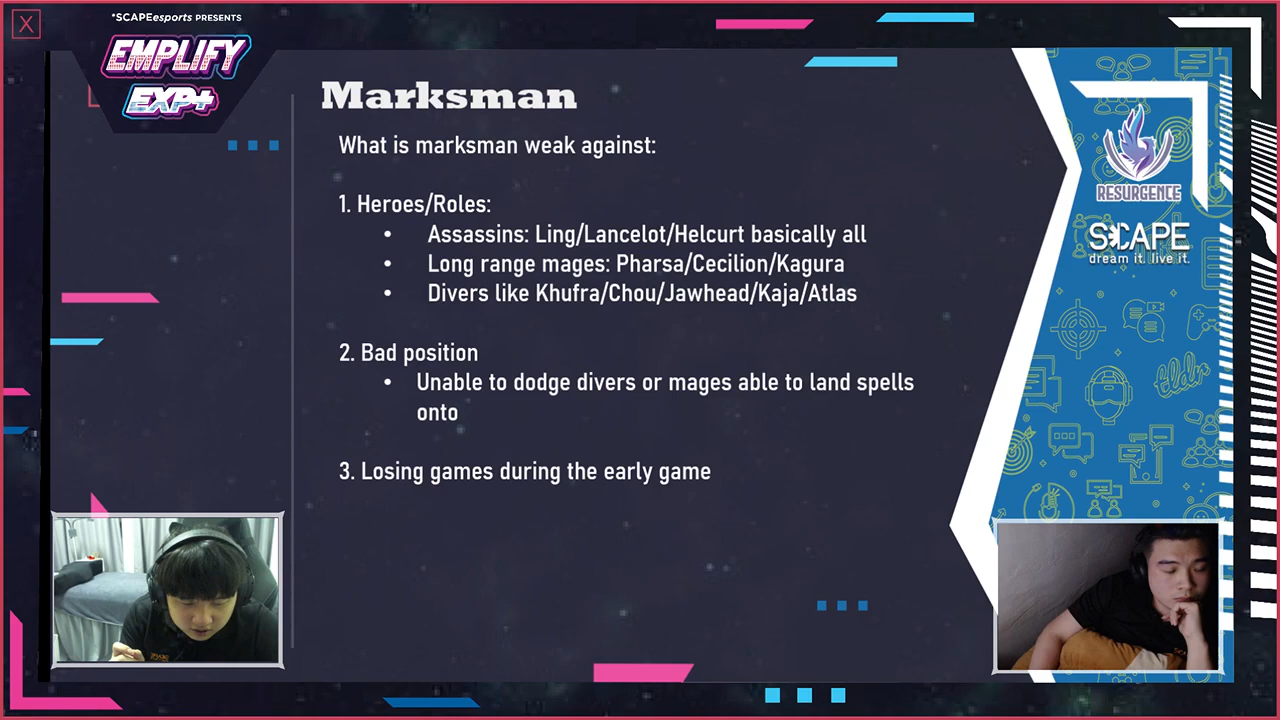 *SCAPEesports PRESENTS
EMPLIFY
EXP+
Marksman
What is marksman weak against:
1. Heroes/Roles:
• Assassins: Ling/Lancelot/Helcurt basically all
• Long range mages: Pharsa/Cecilion/Kagura
• Divers like Khufra/Chou/Jawhead/Kaja/Atlas
2. Bad position
• Unable to dodge divers or mages able to land spells
onto
3. Losing games during the early game
RESURGENCE
S*CAPE
dream it. live it.
tldr